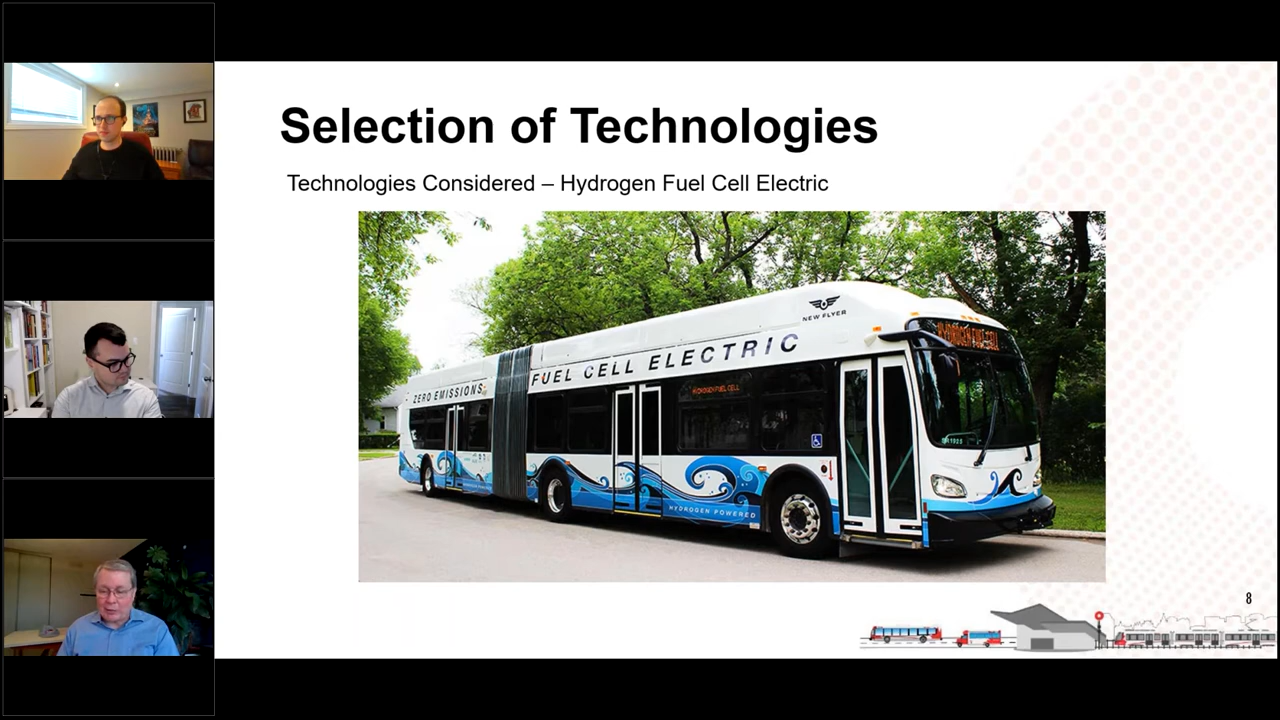 Selection of Technologies
Technologies Considered – Hydrogen Fuel Cell Electric
NEW FLYER
HYDROGEN FUEL CELL
FUEL CELL ELECTRIC
ZERO EMISSIONS
HYDROGEN FUEL CELL
HYDROGEN POWERED
8